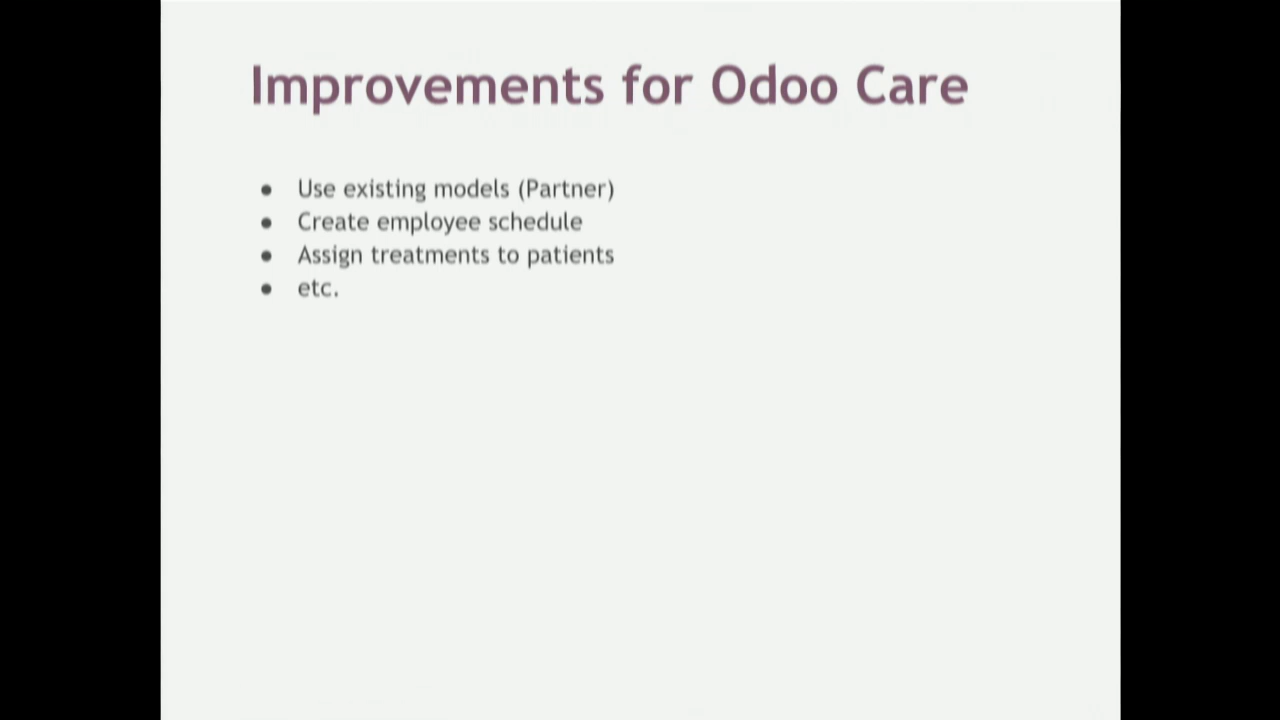 Improvements for Odoo Care
● Use existing models (Partner)
● Create employee schedule
● Assign treatments to patients
● etc.